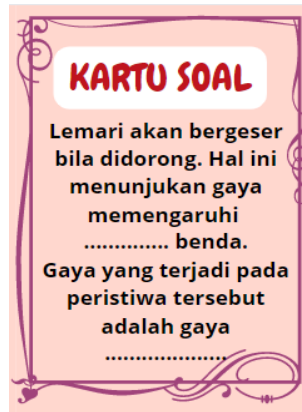 KARTU SOAL
Lemari akan bergeser
bila didorong. Hal ini
menunjukan gaya
memengaruhi
.............. benda.
Gaya yang terjadi pada
peristiwa tersebut
adalah gaya
.....................